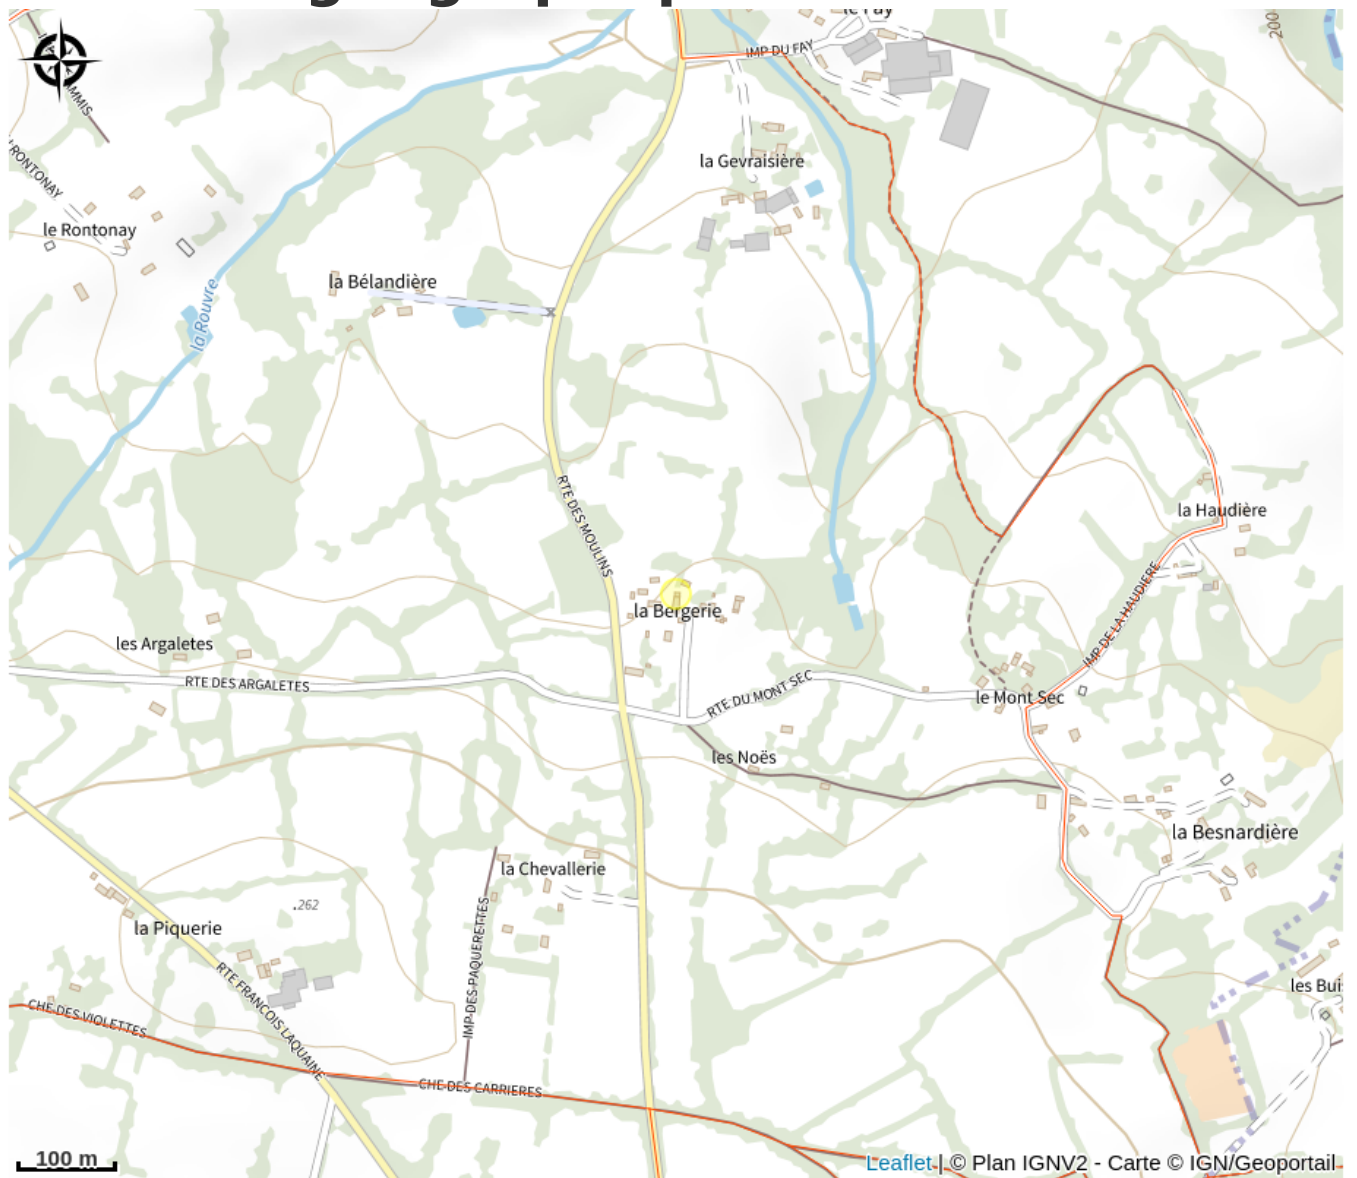 le Fay
IMP DU FAY
200
RONTONAY
la Gevraisière
le Rontonay
la Bélandière
la Rouvre
RTE DES MOULINS
la Haudière
IMP DE LA HAUDIERE
la Bergerie
les Argaletes
RTE DES ARGALETES
RTE DU MONT SEC
le Mont Sec
les Noës
la Besnardière
la Chevallerie
262
la Piquerie
IMP DES PAQUERETTES
RTE FRANCOIS LAQUAINE
les Bui
CHE DES VIOLETTES
CHE DES CARRIERES
100 m
Leaflet | © Plan IGNV2 - Carte © IGN/Geoportail